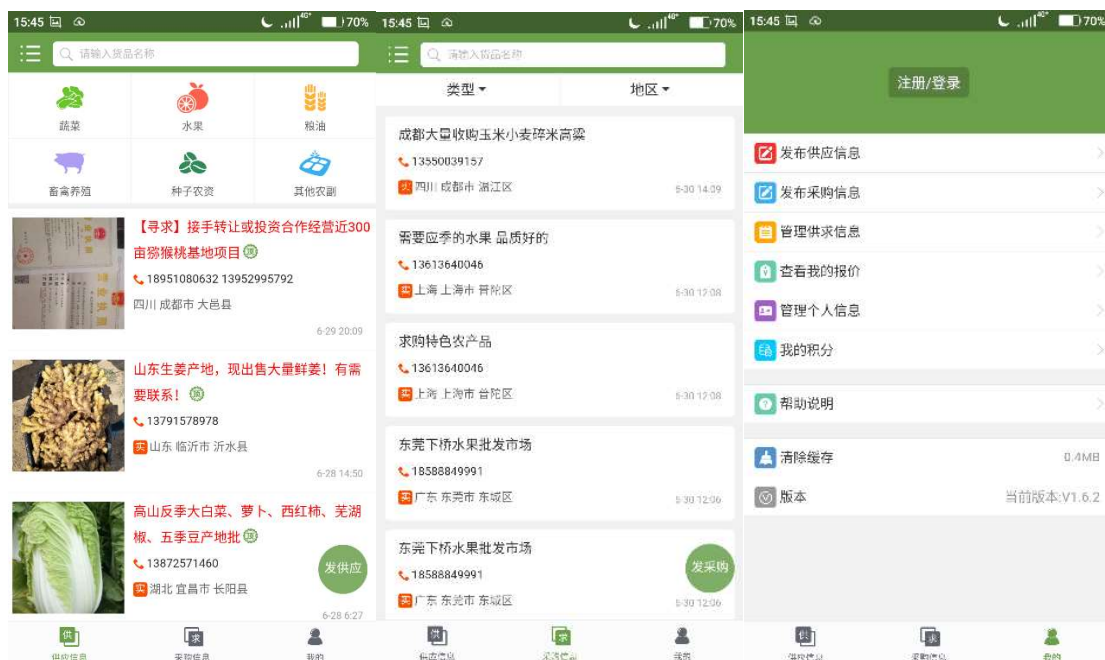 15:45
70%
请输入货品名称
蔬菜
水果
粮油
畜禽养殖
种子农资
其他农副
【寻求】接手转让或投资合作经营近300
亩猕猴桃基地项目 顶
18951080632 13952995792
四川 成都市 大邑县
6-29 20:09
山东生姜产地，现出售大量鲜姜！有需
要联系！ 顶
13791578978
实 山东 临沂市 沂水县
6-28 14:50
高山反季大白菜、萝卜、西红柿、芜湖
椒、五季豆产地批 顶
13872571460
实 湖北 宜昌市 长阳县
6-28 6:27
发供应
供
求
供应信息
采购信息
我的
15:45
70%
请输入货品名称
类型
地区
成都大量收购玉米小麦碎米高粱
13550039157
实 四川 成都市 温江区
5-30 14:09
需要应季的水果 品质好的
13613640046
实 上海 上海市 普陀区
5-30 12:08
求购特色农产品
13613640046
实 上海 上海市 普陀区
5-30 12:08
东莞下桥水果批发市场
18588849991
实 广东 东莞市 东城区
5-30 12:06
东莞下桥水果批发市场
18588849991
实 广东 东莞市 东城区
5-30 12:06
发采购
供
求
供应信息
采购信息
我的
15:45
70%
注册/登录
发布供应信息
发布采购信息
管理供求信息
查看我的报价
管理个人信息
我的积分
帮助说明
清除缓存
0.4MB
版本
当前版本:V1.6.2
供
求
供应信息
采购信息
我的